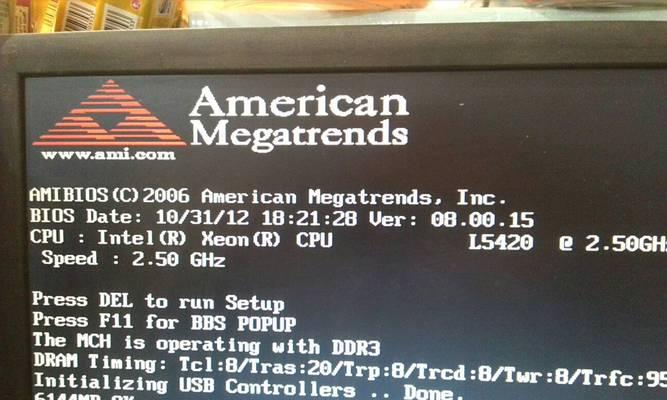 American
Megatrends
www.ami.com
AMIBIOS(C)2006 American Megatrends, Inc.
BIOS Date: 10/31/12 18:21:28 Ver: 08.00.15
CPU : Intel(R) Xeon(R) CPU L5420 @ 2.50GHz
Speed : 2.50 GHz
Press DEL to run Setup
Press F11 for BBS POPUP
The MCH is operating with DDR3
DRAM Timing: Tcl:8/Tras:20/Trp:8/Trcd:8/Twr:8/Trfc:95
Initializing USB Controllers .. Done.
6144MB OK